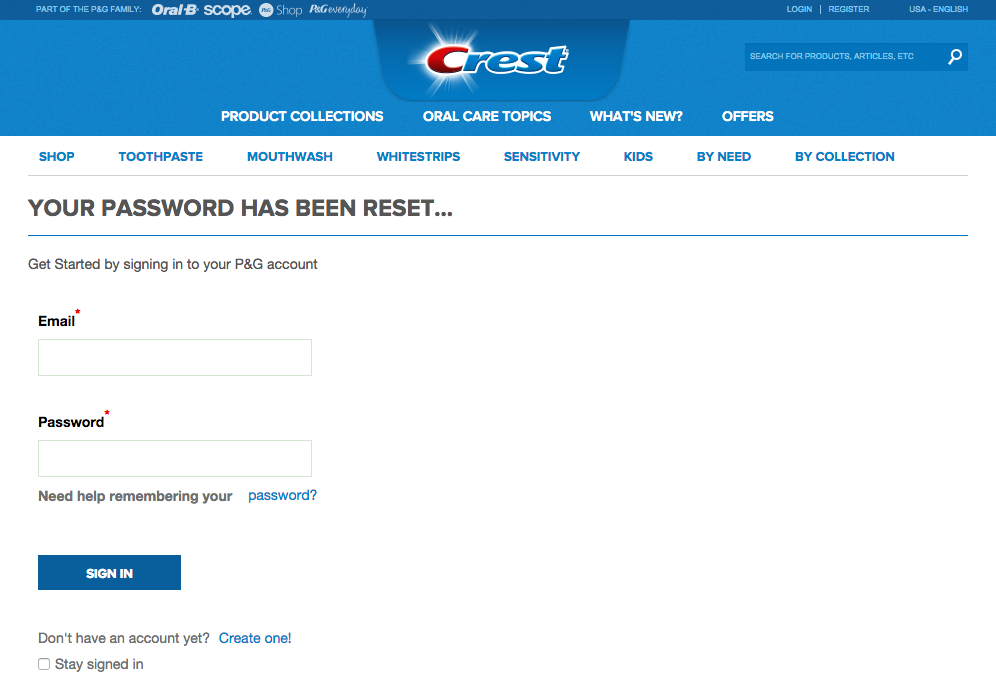 PART OF THE P&G FAMILY: Oral-B scope P&G Shop P&G everyday LOGIN | REGISTER USA - ENGLISH
Crest
SEARCH FOR PRODUCTS, ARTICLES, ETC
PRODUCT COLLECTIONS ORAL CARE TOPICS WHAT'S NEW? OFFERS
SHOP TOOTHPASTE MOUTHWASH WHITESTRIPS SENSITIVITY KIDS BY NEED BY COLLECTION
YOUR PASSWORD HAS BEEN RESET...
Get Started by signing in to your P&G account
Email*
Password*
Need help remembering your password?
SIGN IN
Don't have an account yet? Create one!
Stay signed in